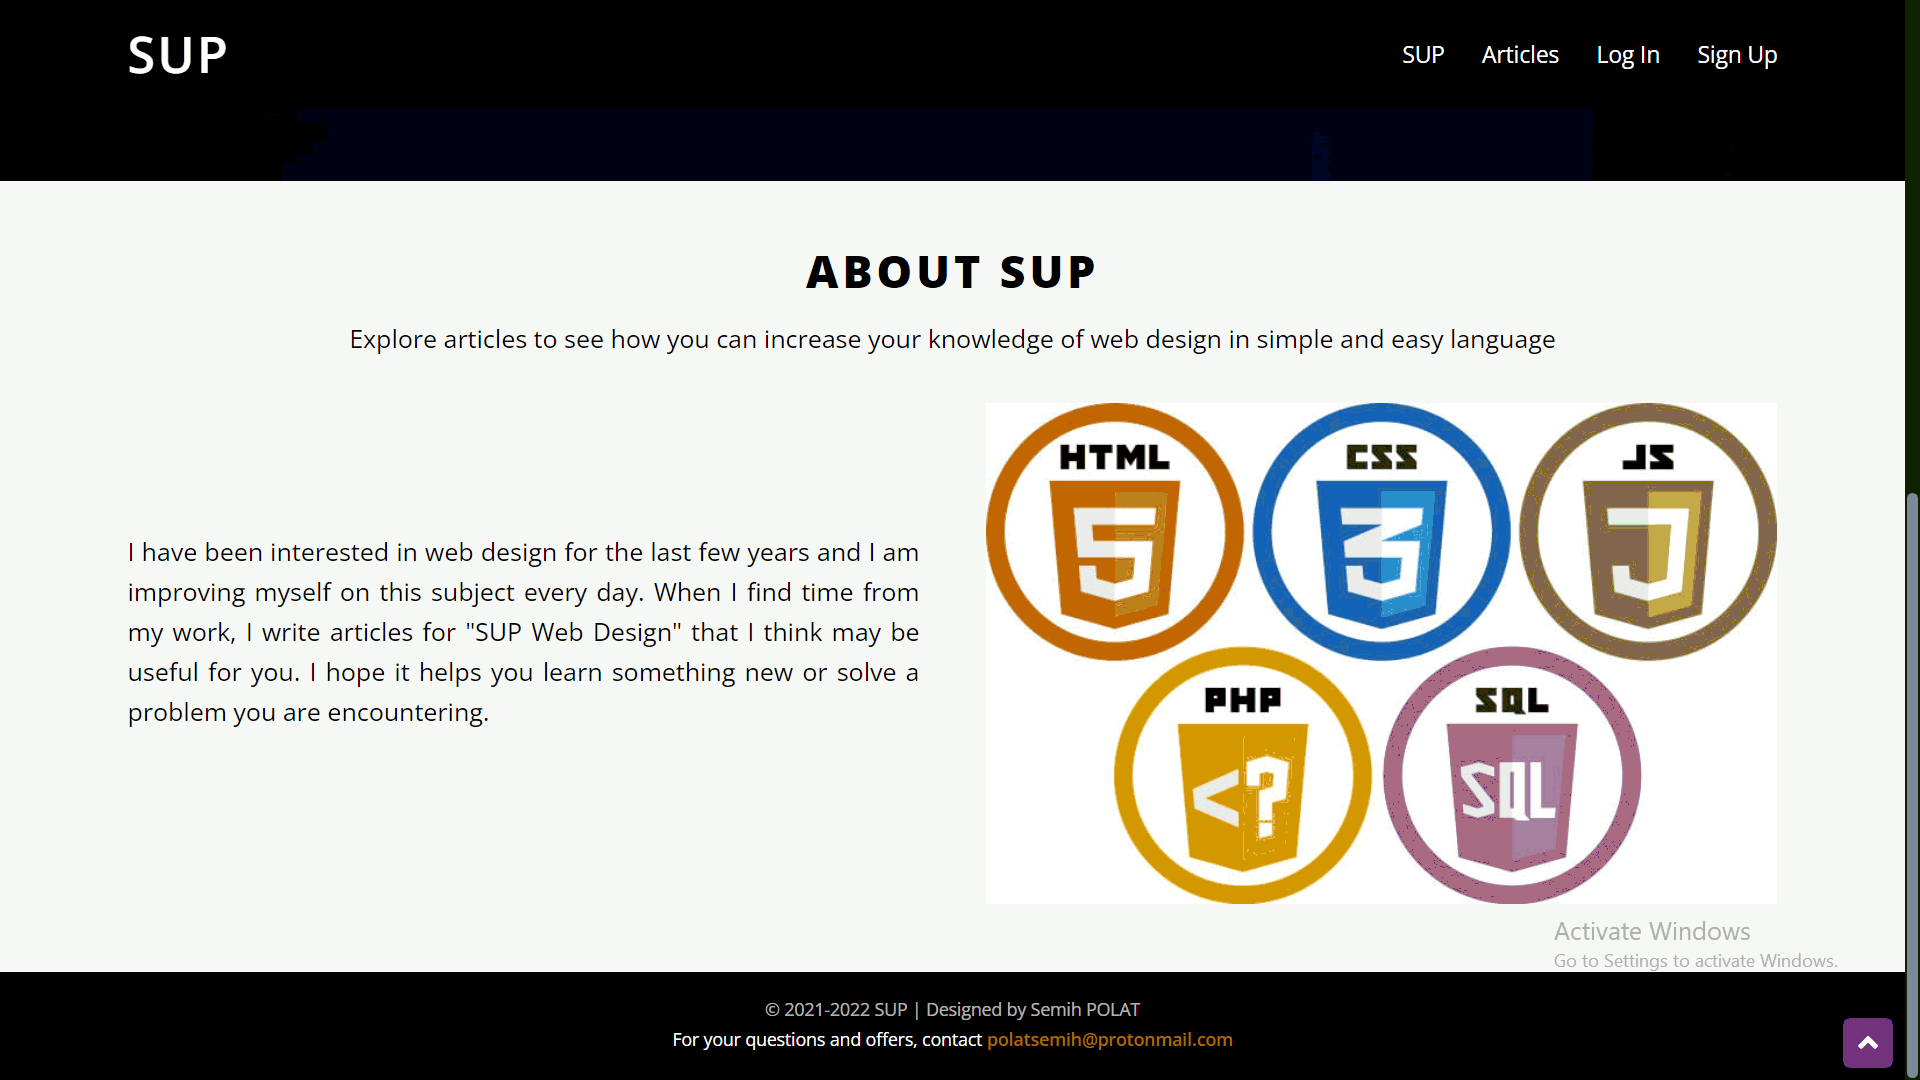 SUP
SUP Articles Log In Sign Up
ABOUT SUP
Explore articles to see how you can increase your knowledge of web design in simple and easy language
I have been interested in web design for the last few years and I am
improving myself on this subject every day. When I find time from
my work, I write articles for "SUP Web Design" that I think may be
useful for you. I hope it helps you learn something new or solve a
problem you are encountering.
HTML CSS JS
5 3 J
PHP SQL
<? SQL
Activate Windows
Go to Settings to activate Windows.
© 2021-2022 SUP | Designed by Semih POLAT
For your questions and offers, contact polatsemih@protonmail.com